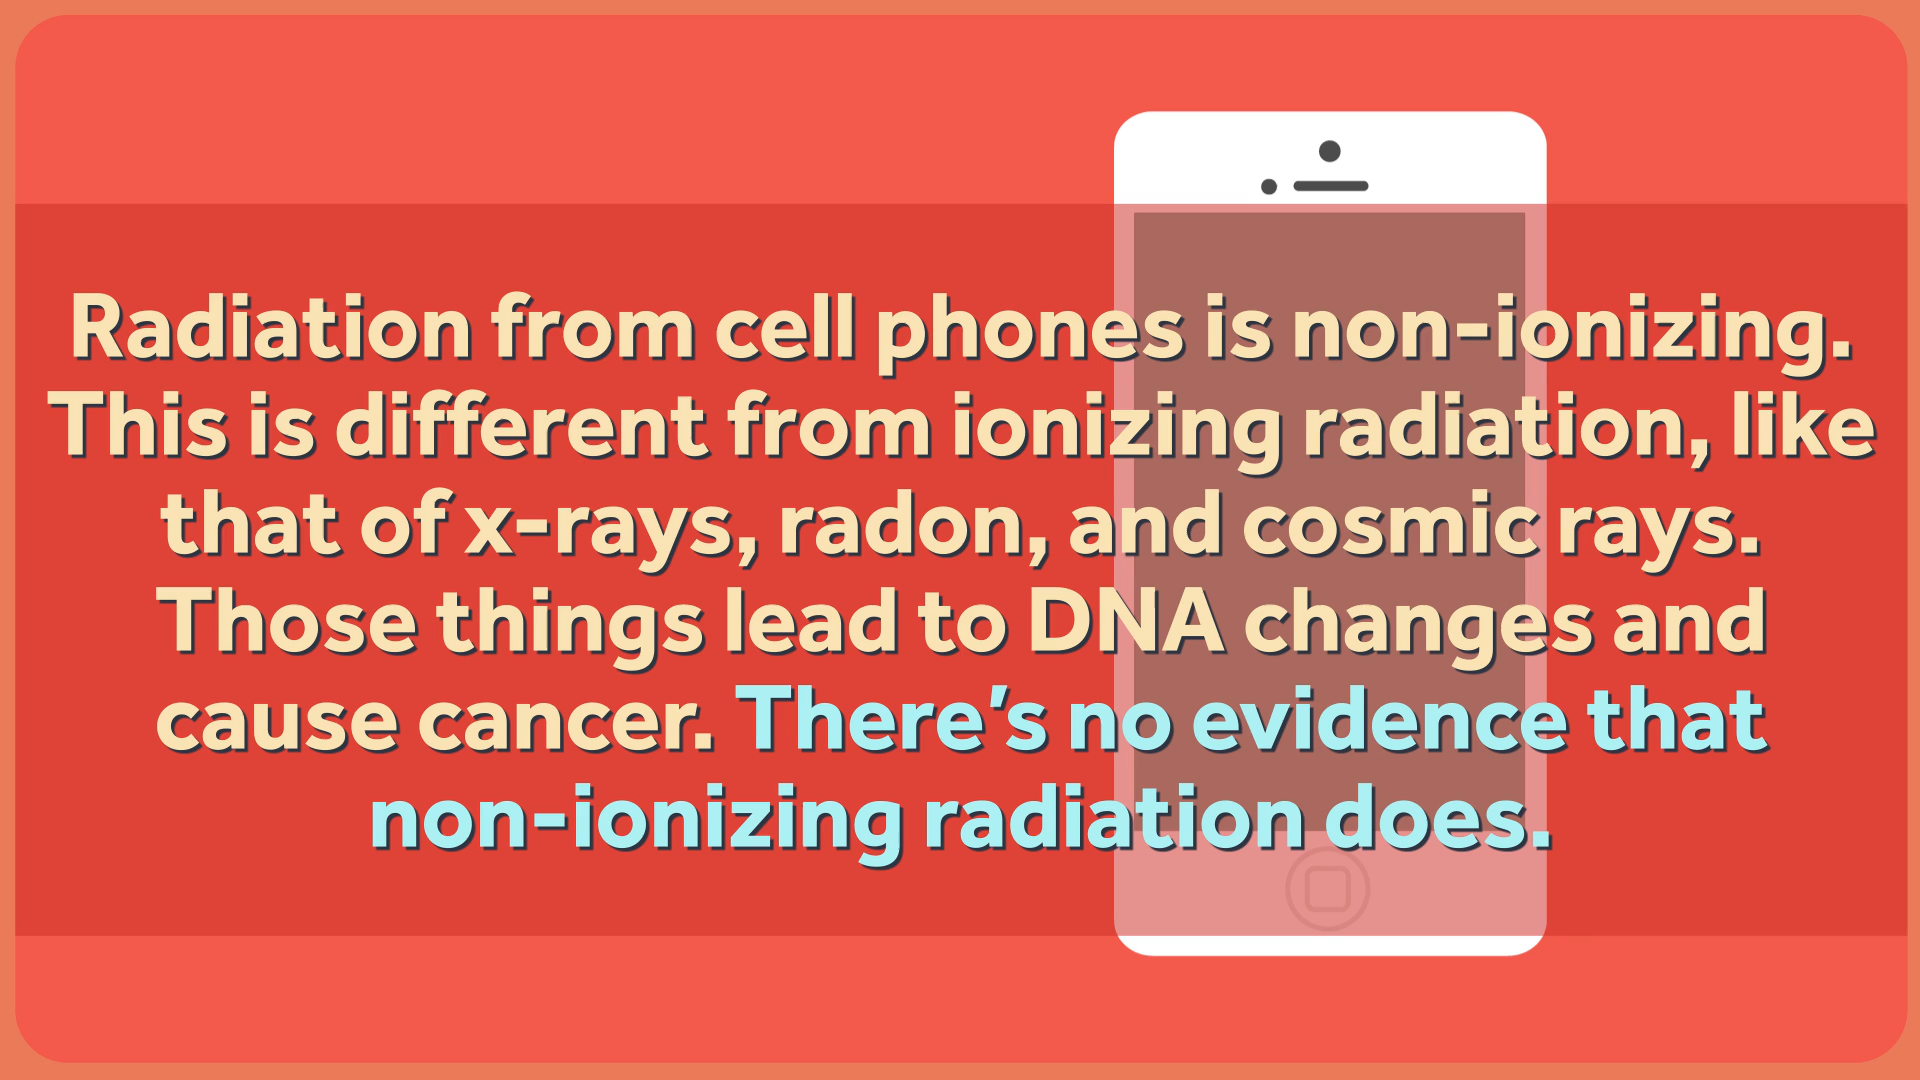 Radiation from cell phones is non-ionizing.
This is different from ionizing radiation, like
that of x-rays, radon, and cosmic rays.
Those things lead to DNA changes and
cause cancer. There's no evidence that
non-ionizing radiation does.